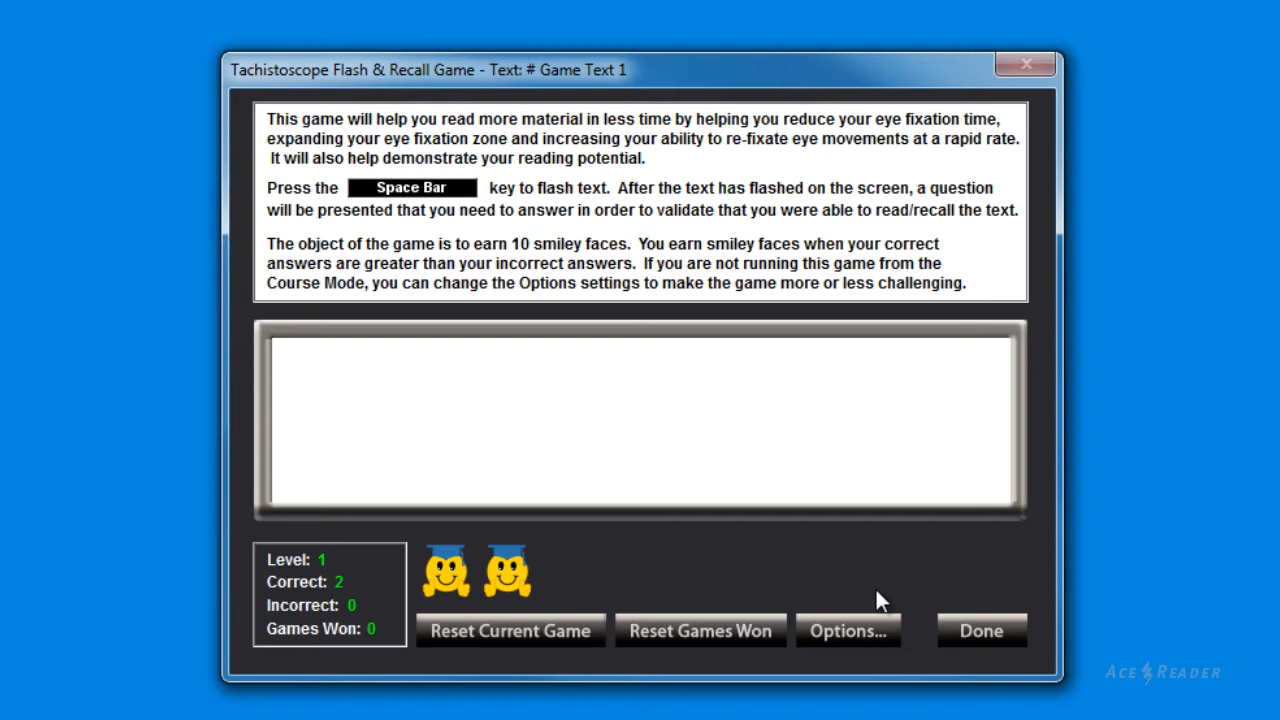 Tachistoscope Flash & Recall Game - Text: # Game Text 1
This game will help you read more material in less time by helping you reduce your eye fixation time,
expanding your eye fixation zone and increasing your ability to re-fixate eye movements at a rapid rate.
It will also help demonstrate your reading potential.
Press the Space Bar key to flash text. After the text has flashed on the screen, a question
will be presented that you need to answer in order to validate that you were able to read/recall the text.
The object of the game is to earn 10 smiley faces. You earn smiley faces when your correct
answers are greater than your incorrect answers. If you are not running this game from the
Course Mode, you can change the Options settings to make the game more or less challenging.
Level: 1
Correct: 2
Incorrect: 0
Games Won: 0
Reset Current Game Reset Games Won Options... Done
ACE READER